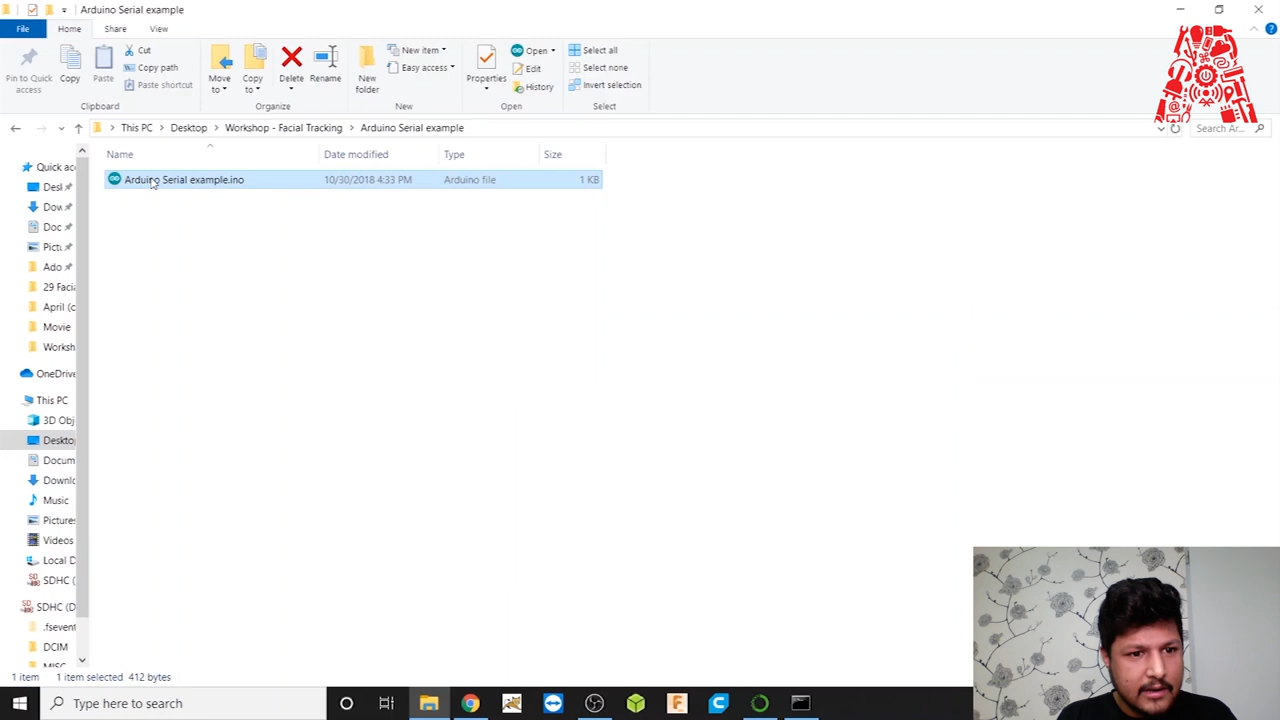 Arduino Serial example
File Home Share View
Pin to Quick access
Copy
Paste
Cut
Copy path
Paste shortcut
Move to
Copy to
Delete
Rename
New folder
New item
Easy access
Properties
Open
Edit
History
Select all
Select none
Invert selection
Clipboard Organize New Open Select
This PC Desktop Workshop - Facial Tracking Arduino Serial example
Search Ar...
Name Date modified Type Size
Arduino Serial example.ino 10/30/2018 4:33 PM Arduino file 1 KB
Quick ac
Desk
Dow
Doc
Pictu
Ado
29 Facia
April (c
Movie
Worksh
OneDrive
This PC
3D Obj
Deskto
Docum
Downl
Music
Pictures
Videos
Local D
SDHC (
SDHC (D
.fsevent
DCIM
MISC
1 item 1 item selected 412 bytes
Type here to search